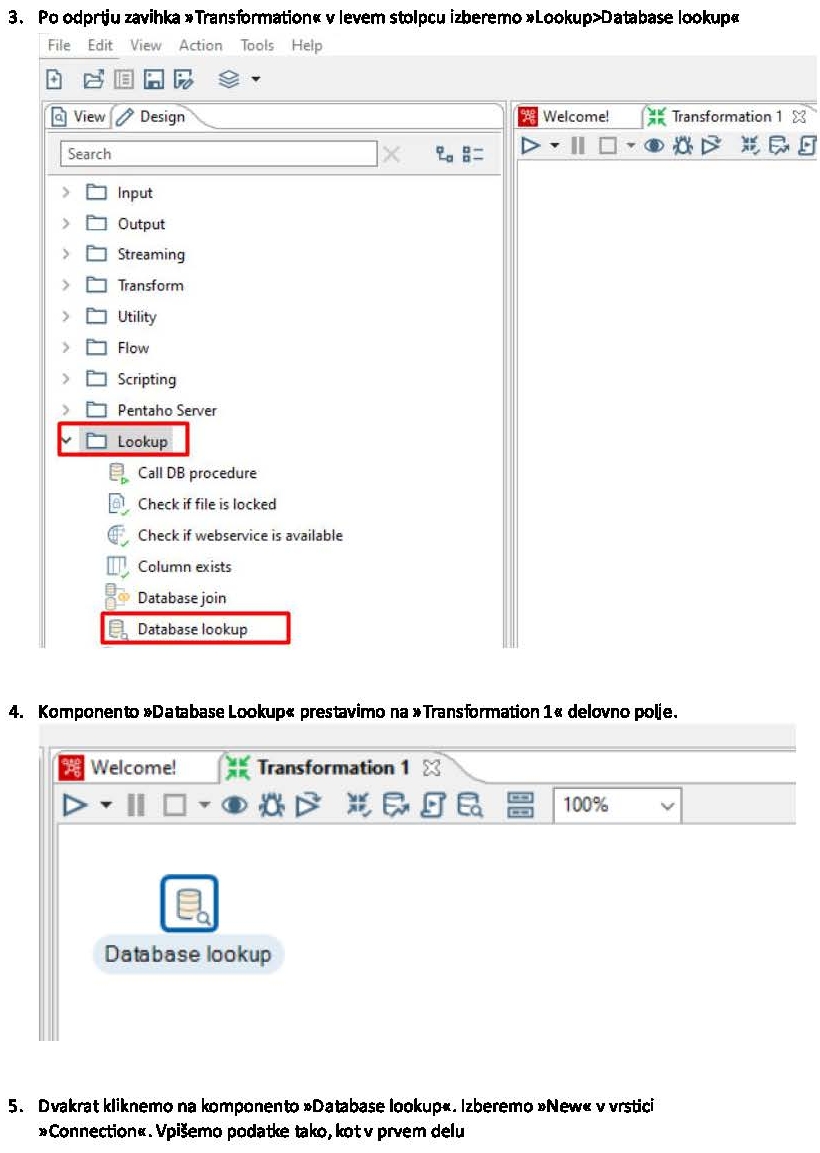 3. Po odprtju zavihka »Transformation« v levem stolpcu izberemo »Lookup>Database lookup«
File Edit View Action Tools Help
View Design
Welcome! Transformation 1
Search
Input
Output
Streaming
Transform
Utility
Flow
Scripting
Pentaho Server
Lookup
Call DB procedure
Check if file is locked
Check if webservice is available
Column exists
Database join
Database lookup
4. Komponento »Database Lookup« prestavimo na »Transformation 1« delovno polje.
Welcome! Transformation 1
100%
Database lookup
5. Dvakrat kliknemo na komponento »Database lookup«. Izberemo »New« v vrstici
»Connection«. Vpišemo podatke tako, kot v prvem delu